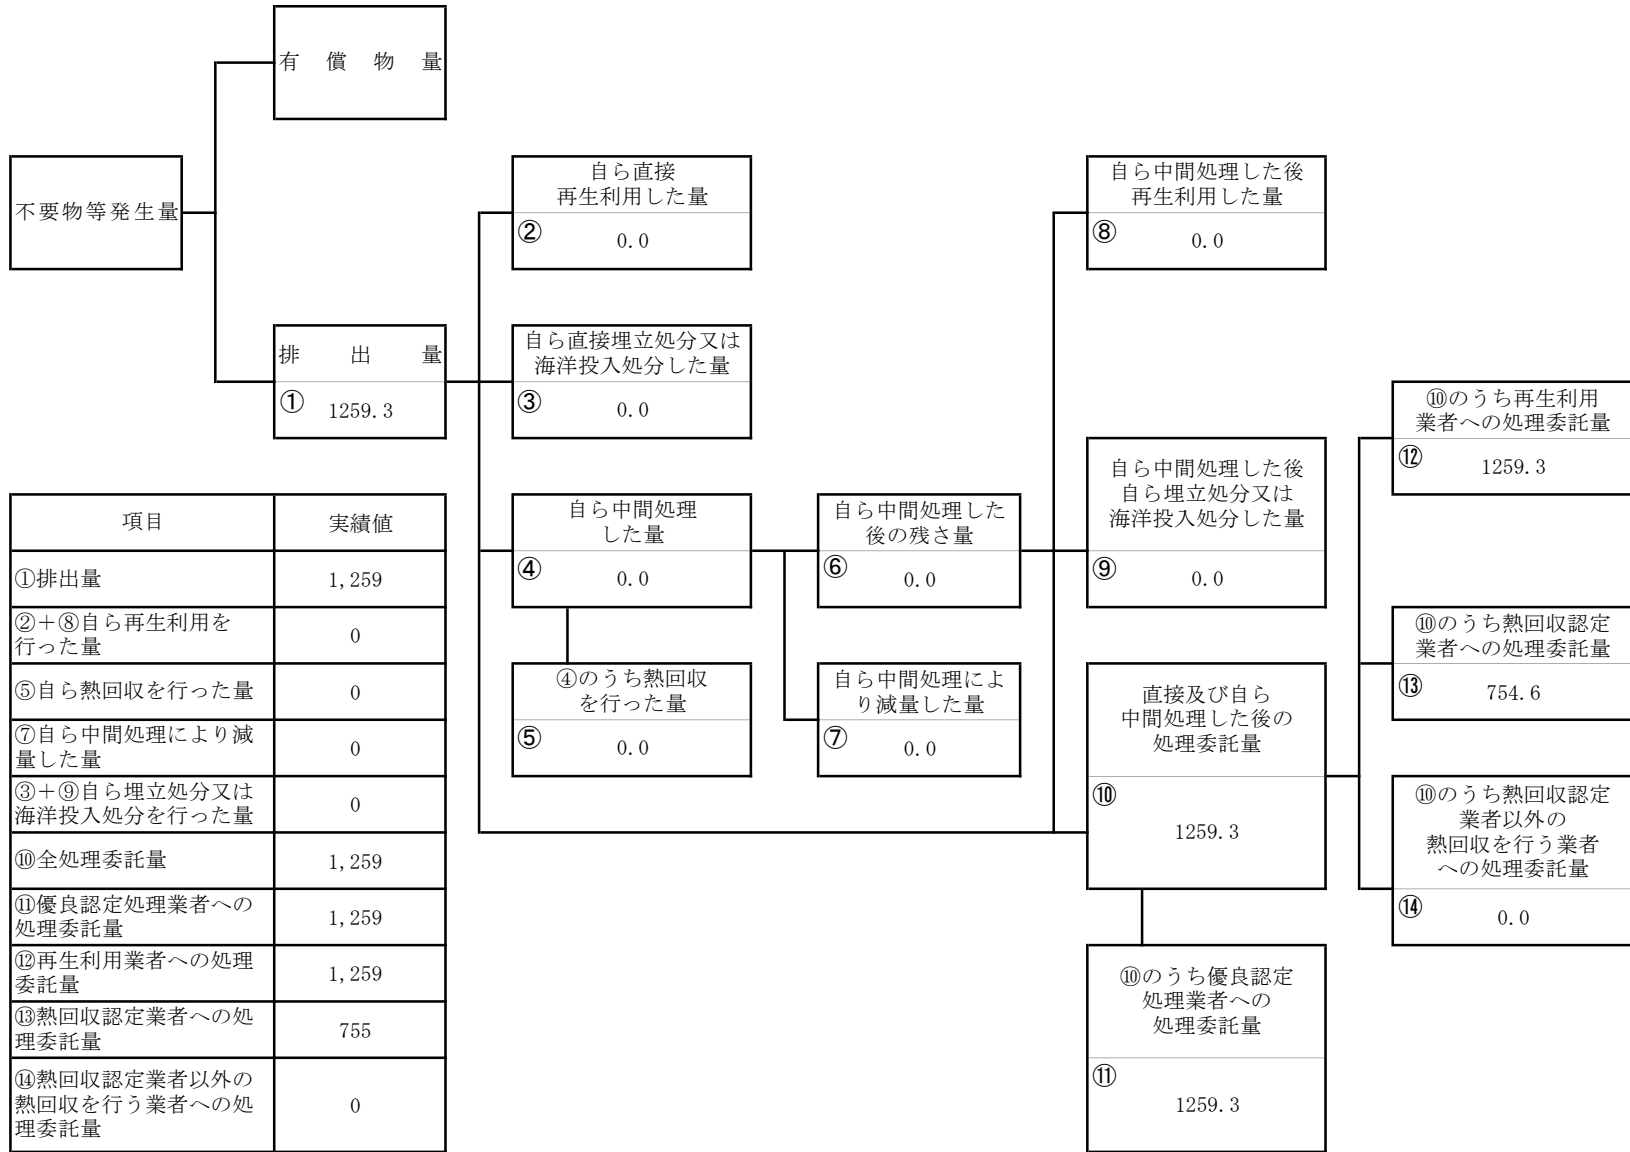 有償物量
不要物等発生量
排出量
① 1259.3
自ら直接
再生利用した量
② 0.0
自ら直接埋立処分又は
海洋投入処分した量
③ 0.0
自ら中間処理
した量
④ 0.0
④のうち熱回収
を行った量
⑤ 0.0
自ら中間処理した
後の残さ量
⑥ 0.0
自ら中間処理によ
り減量した量
⑦ 0.0
自ら中間処理した後
再生利用した量
⑧ 0.0
自ら中間処理した後
自ら埋立処分又は
海洋投入処分した量
⑨ 0.0
直接及び自ら
中間処理した後の
処理委託量
⑩
1259.3
⑩のうち優良認定
処理業者への
処理委託量
⑪
1259.3
⑩のうち再生利用
業者への処理委託量
⑫ 1259.3
⑩のうち熱回収認定
業者への処理委託量
⑬ 754.6
⑩のうち熱回収認定
業者以外の
熱回収を行う業者
への処理委託量
⑭ 0.0
項目 実績値
①排出量 1,259
②＋⑧自ら再生利用を
行った量 0
⑤自ら熱回収を行った量 0
⑦自ら中間処理により減
量した量 0
③＋⑨自ら埋立処分又は
海洋投入処分を行った量 0
⑩全処理委託量 1,259
⑪優良認定処理業者への
処理委託量 1,259
⑫再生利用業者への処理
委託量 1,259
⑬熱回収認定業者への処
理委託量 755
⑭熱回収認定業者以外の
熱回収を行う業者への処
理委託量 0